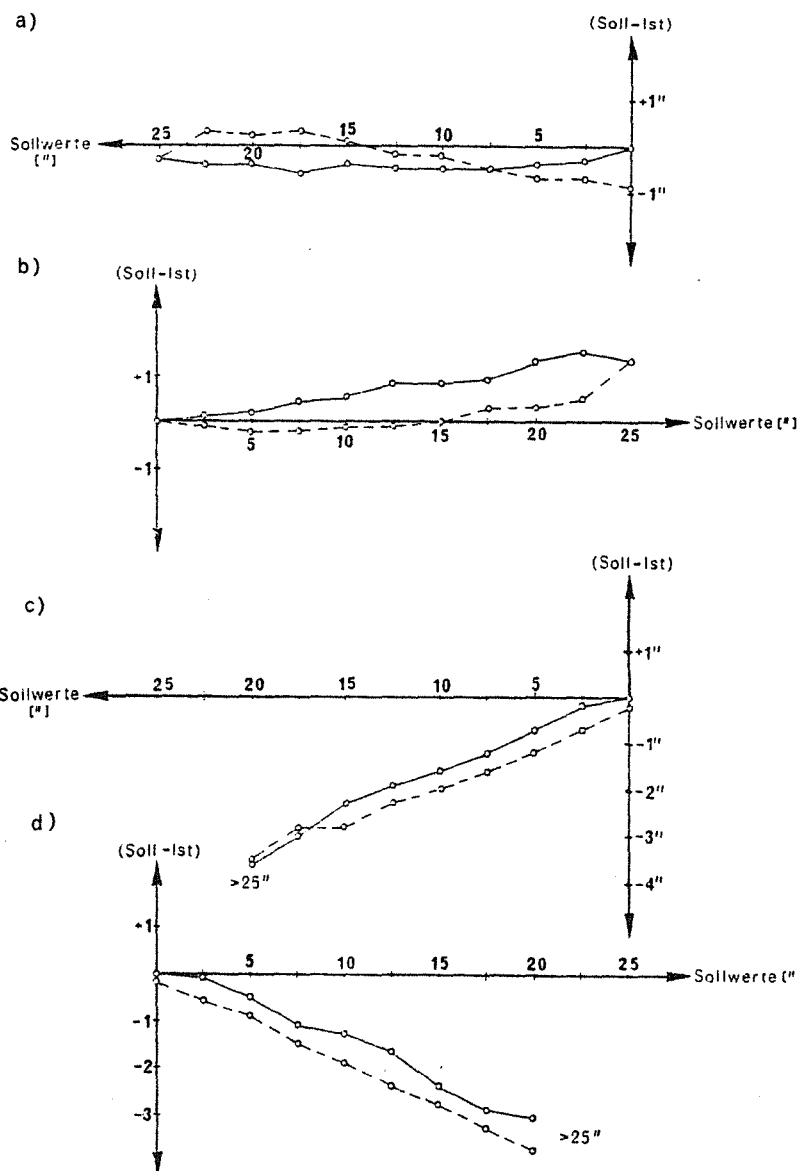 a)
(Soll-Ist)
+1"
25 15 10 5
Sollwerte
["]
20
-1"
b)
(Soll-Ist)
+1
Sollwerte["]
5 10 15 20 25
-1
(Soll-Ist)
c)
+1"
25 20 15 10 5
Sollwerte
["]
-1"
-2"
-3"
>25"
-4"
d)
(Soll-Ist)
+1
5 10 15 20 25
Sollwerte["
-1
-2
-3
>25"